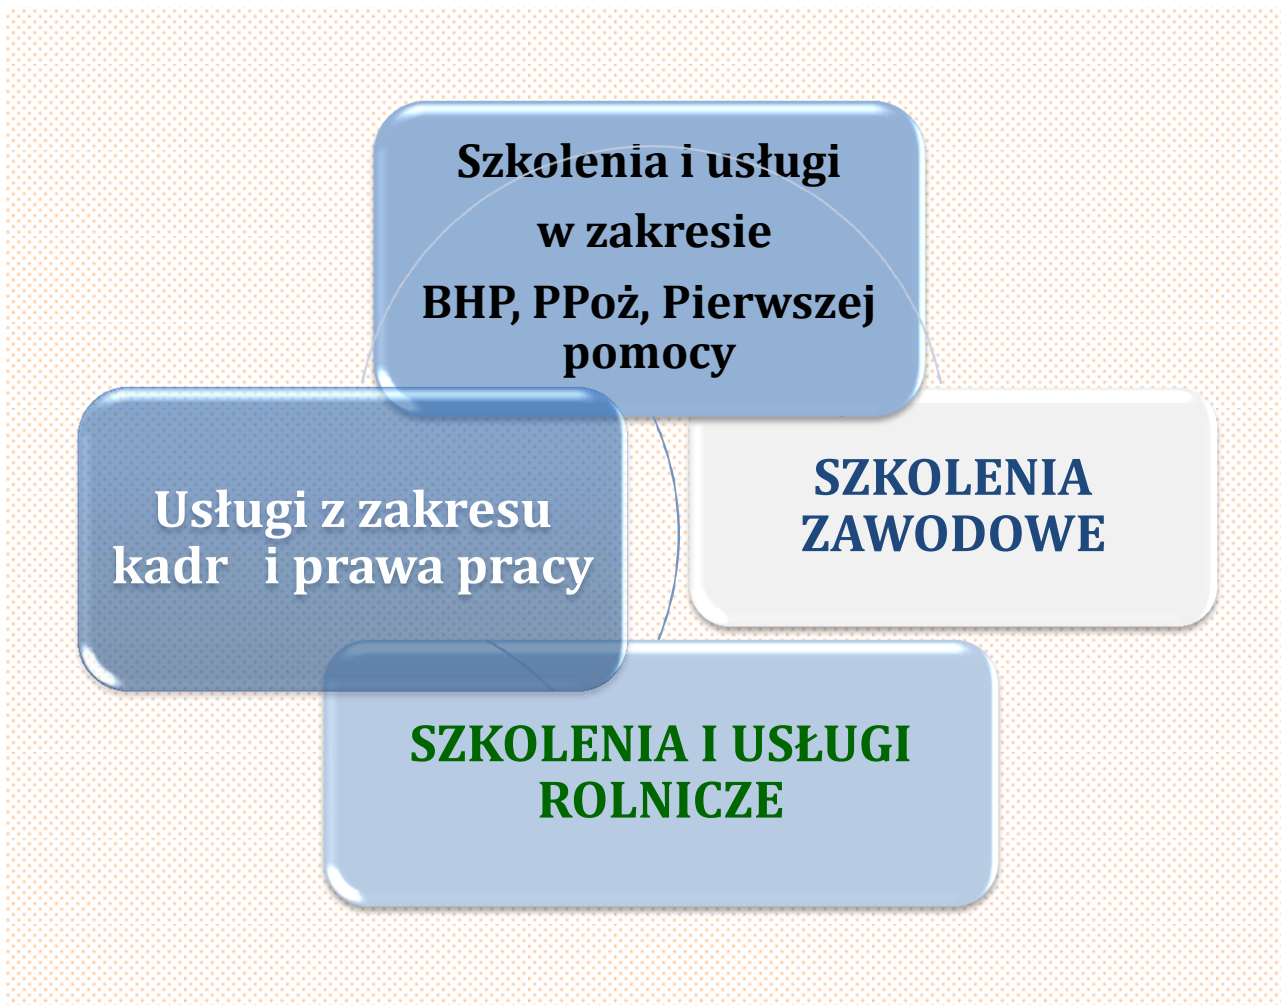 Szkolenia i usługi
w zakresie
BHP, PPoż, Pierwszej
pomocy
SZKOLENIA
ZAWODOWE
Usługi z zakresu
kadr i prawa pracy
SZKOLENIA I USŁUGI
ROLNICZE